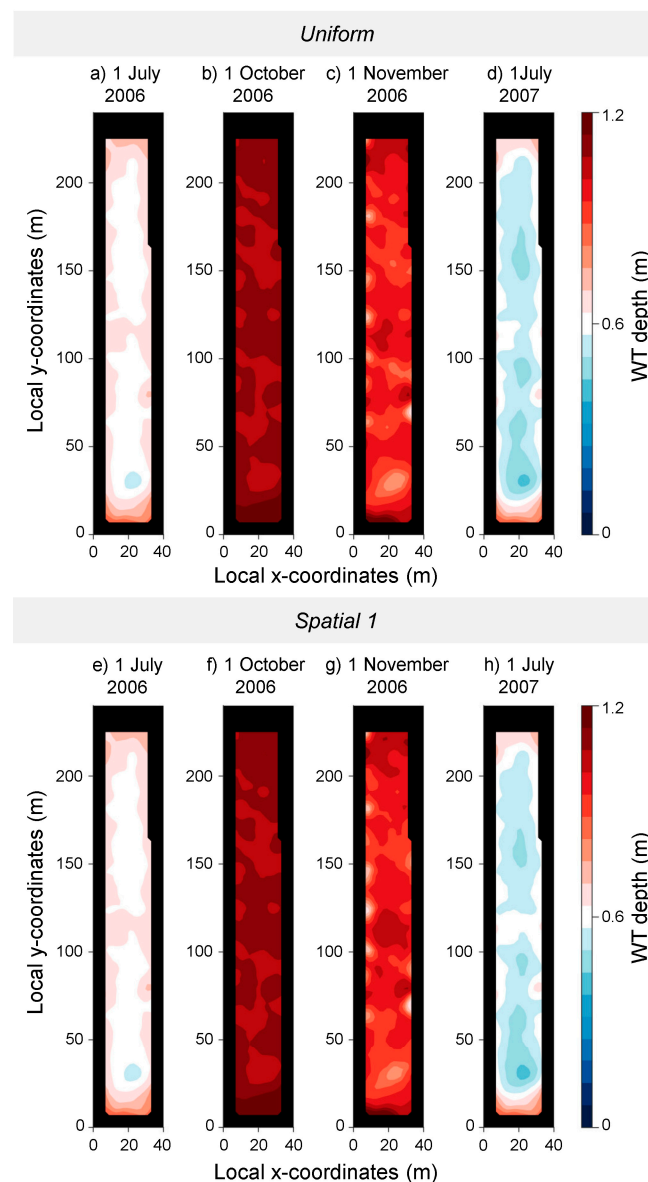 Uniform
a) 1 July 2006
b) 1 October 2006
c) 1 November 2006
d) 1July 2007
Local y-coordinates (m)
200
150
100
50
0
0 20 40
0 20 40
0 20 40
0 20 40
Local x-coordinates (m)
1.2
0.6
0
WT depth (m)
Spatial 1
e) 1 July 2006
f) 1 October 2006
g) 1 November 2006
h) 1 July 2007
Local y-coordinates (m)
200
150
100
50
0
0 20 40
0 20 40
0 20 40
0 20 40
Local x-coordinates (m)
1.2
0.6
0
WT depth (m)